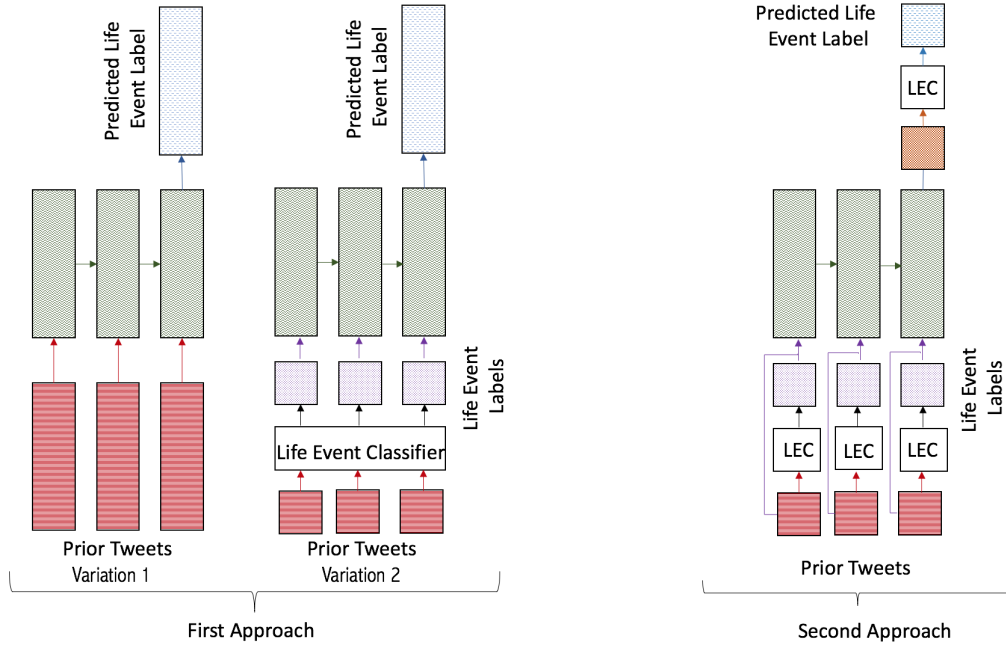 Predicted Life
Event Label
Predicted Life
Event Label
Life Event
Labels
Life Event Classifier
Prior Tweets
Variation 1
Prior Tweets
Variation 2
First Approach
Predicted Life
Event Label
LEC
Life Event
Labels
LEC
LEC
LEC
Prior Tweets
Second Approach